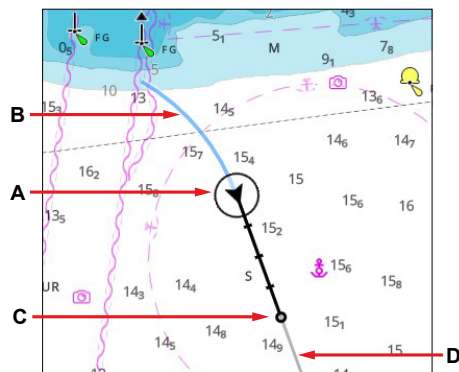 2 4₃
0₅ FG FG 5₁ M 7₈
5 9₁
10 13 13₆
15₃ 14₅
B
14₆ 14₇
15₇ 15₄
16₂ 15
A 15₈
15₆ 16
13₅ 15₂
15₆
S
UR 14₃ 14₄ 15₈
C 15₁
14₈
14₅ 14₉ 15
D